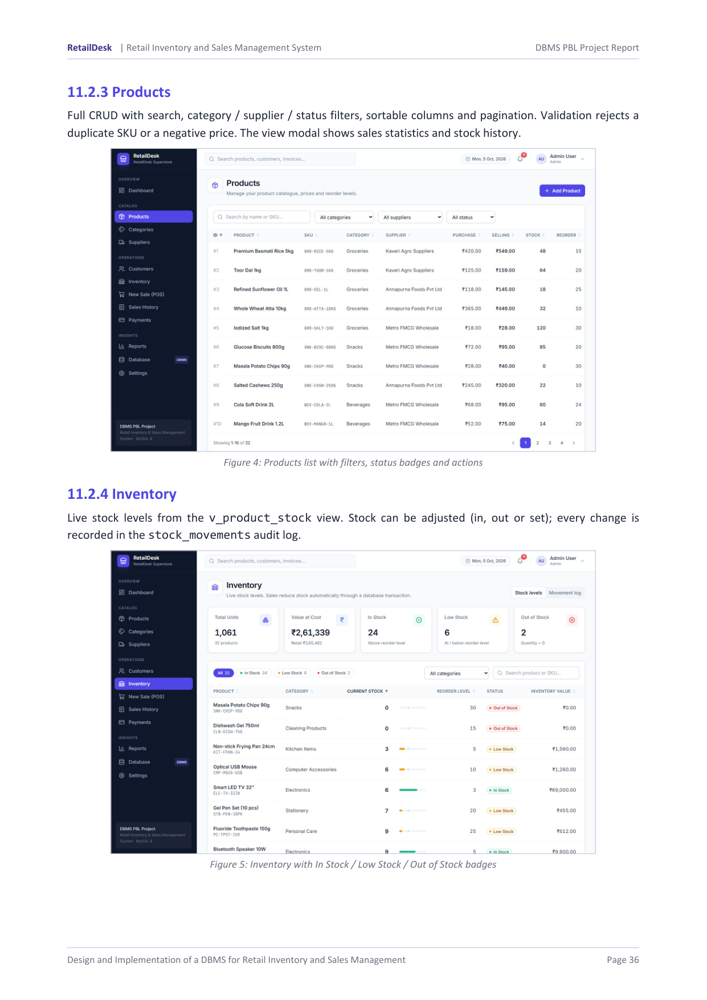 RetailDesk | Retail Inventory and Sales Management System DBMS PBL Project Report
11.2.3 Products
Full CRUD with search, category / supplier / status filters, sortable columns and pagination. Validation rejects a
duplicate SKU or a negative price. The view modal shows sales statistics and stock history.
RetailDesk
RetailDesk Superstore
Search products, customers, invoices...
Mon, 5 Oct, 2026
11
AU
Admin User
Admin
OVERVIEW
Dashboard
CATALOG
Products
Categories
Suppliers
OPERATIONS
Customers
Inventory
New Sale (POS)
Sales History
Payments
INSIGHTS
Reports
Database DBMS
Settings
DBMS PBL Project
Retail Inventory & Sales Management
System · MySQL 8
Products
Manage your product catalogue, prices and reorder levels.
+ Add Product
Search by name or SKU... All categories All suppliers All status
ID ↑ PRODUCT SKU CATEGORY SUPPLIER PURCHASE SELLING STOCK REORDER
#1 Premium Basmati Rice 5kg GRO-RICE-5KG Groceries Kaveri Agro Suppliers ₹420.00 ₹549.00 48 15
#2 Toor Dal 1kg GRO-TOOR-1KG Groceries Kaveri Agro Suppliers ₹125.00 ₹159.00 64 20
#3 Refined Sunflower Oil 1L GRO-OIL-1L Groceries Annapurna Foods Pvt Ltd ₹118.00 ₹145.00 18 25
#4 Whole Wheat Atta 10kg GRO-ATTA-10KG Groceries Annapurna Foods Pvt Ltd ₹365.00 ₹449.00 32 10
#5 Iodized Salt 1kg GRO-SALT-1KG Groceries Metro FMCG Wholesale ₹18.00 ₹28.00 120 30
#6 Glucose Biscuits 800g SNK-BISC-800G Snacks Metro FMCG Wholesale ₹72.00 ₹95.00 85 20
#7 Masala Potato Chips 90g SNK-CHIP-90G Snacks Metro FMCG Wholesale ₹28.00 ₹40.00 0 30
#8 Salted Cashews 250g SNK-CASH-250G Snacks Annapurna Foods Pvt Ltd ₹245.00 ₹320.00 22 10
#9 Cola Soft Drink 2L BEV-COLA-2L Beverages Metro FMCG Wholesale ₹68.00 ₹95.00 60 24
#10 Mango Fruit Drink 1.2L BEV-MANGO-1L Beverages Metro FMCG Wholesale ₹52.00 ₹75.00 14 20
Showing 1-10 of 32 < 1 2 3 4 >
Figure 4: Products list with filters, status badges and actions
11.2.4 Inventory
Live stock levels from the v_product_stock view. Stock can be adjusted (in, out or set); every change is
recorded in the stock_movements audit log.
RetailDesk
RetailDesk Superstore
Search products, customers, invoices...
Mon, 5 Oct, 2026
11
AU
Admin User
Admin
OVERVIEW
Dashboard
CATALOG
Products
Categories
Suppliers
OPERATIONS
Customers
Inventory
New Sale (POS)
Sales History
Payments
INSIGHTS
Reports
Database DBMS
Settings
DBMS PBL Project
Retail Inventory & Sales Management
System · MySQL 8
Inventory
Live stock levels. Sales reduce stock automatically through a database transaction.
Stock levels Movement log
Total Units
1,061
32 products
Value at Cost
₹
₹2,61,339
Retail ₹3,65,482
In Stock
24
Above reorder level
Low Stock
6
At / below reorder level
Out of Stock
2
Quantity = 0
All 32 • In Stock 24 • Low Stock 6 • Out of Stock 2 All categories Search product or SKU...
PRODUCT CATEGORY CURRENT STOCK ↑ REORDER LEVEL STATUS INVENTORY VALUE
Masala Potato Chips 90g
SNK-CHIP-90G
Snacks 0 30 • Out of Stock ₹0.00
Dishwash Gel 750ml
CLN-DISH-750
Cleaning Products 0 15 • Out of Stock ₹0.00
Non-stick Frying Pan 24cm
KIT-FPAN-24
Kitchen Items 3 5 • Low Stock ₹1,560.00
Optical USB Mouse
CMP-MOUS-USB
Computer Accessories 6 10 • Low Stock ₹1,260.00
Smart LED TV 32"
ELC-TV-32IN
Electronics 6 3 • In Stock ₹69,000.00
Gel Pen Set (10 pcs)
STN-PEN-10PK
Stationery 7 20 • Low Stock ₹455.00
Fluoride Toothpaste 150g
PC-TPST-150
Personal Care 9 25 • Low Stock ₹612.00
Bluetooth Speaker 10W
Electronics 9 5 • In Stock ₹9,900.00
Figure 5: Inventory with In Stock / Low Stock / Out of Stock badges
Design and Implementation of a DBMS for Retail Inventory and Sales Management Page 36